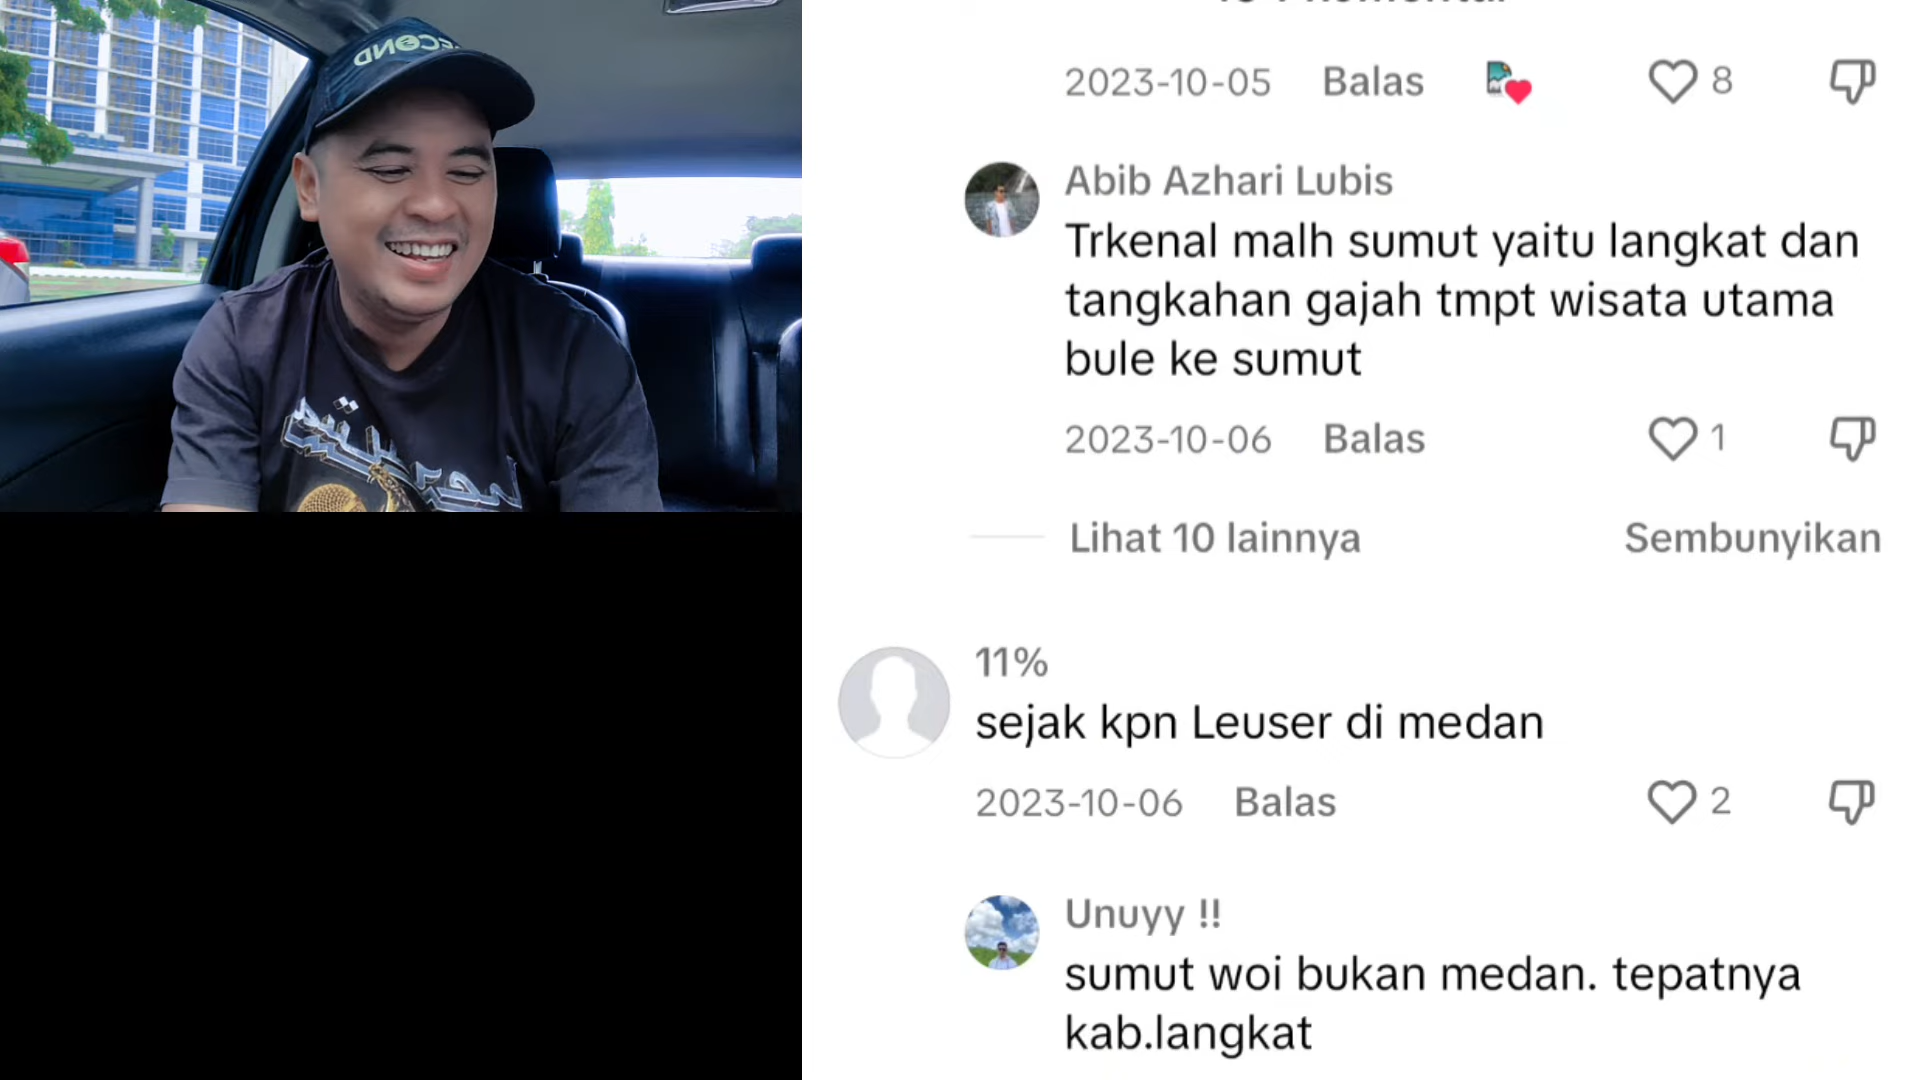 SECOND
2023-10-05 Balas 8
Abib Azhari Lubis
Trkenal malh sumut yaitu langkat dan
tangkahan gajah tmpt wisata utama
bule ke sumut
2023-10-06 Balas 1
Lihat 10 lainnya Sembunyikan
11%
sejak kpn Leuser di medan
2023-10-06 Balas 2
Unuyy !!
sumut woi bukan medan. tepatnya
kab.langkat